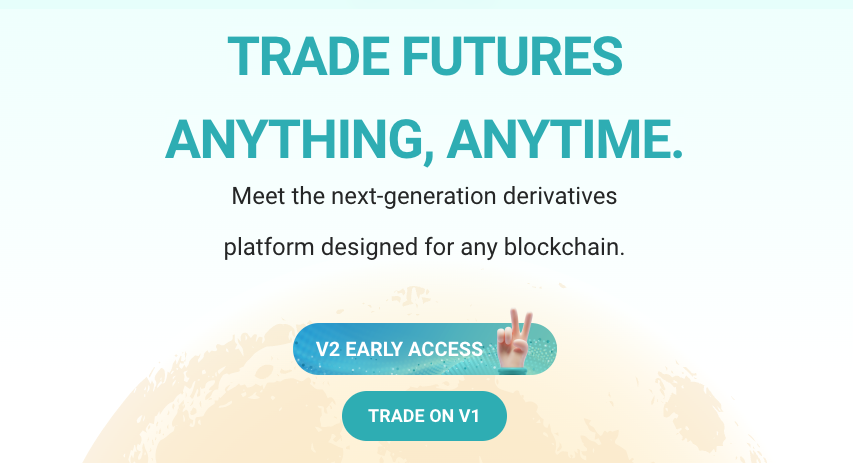 TRADE FUTURES
ANYTHING, ANYTIME.
Meet the next-generation derivatives
platform designed for any blockchain.
V2 EARLY ACCESS
TRADE ON V1